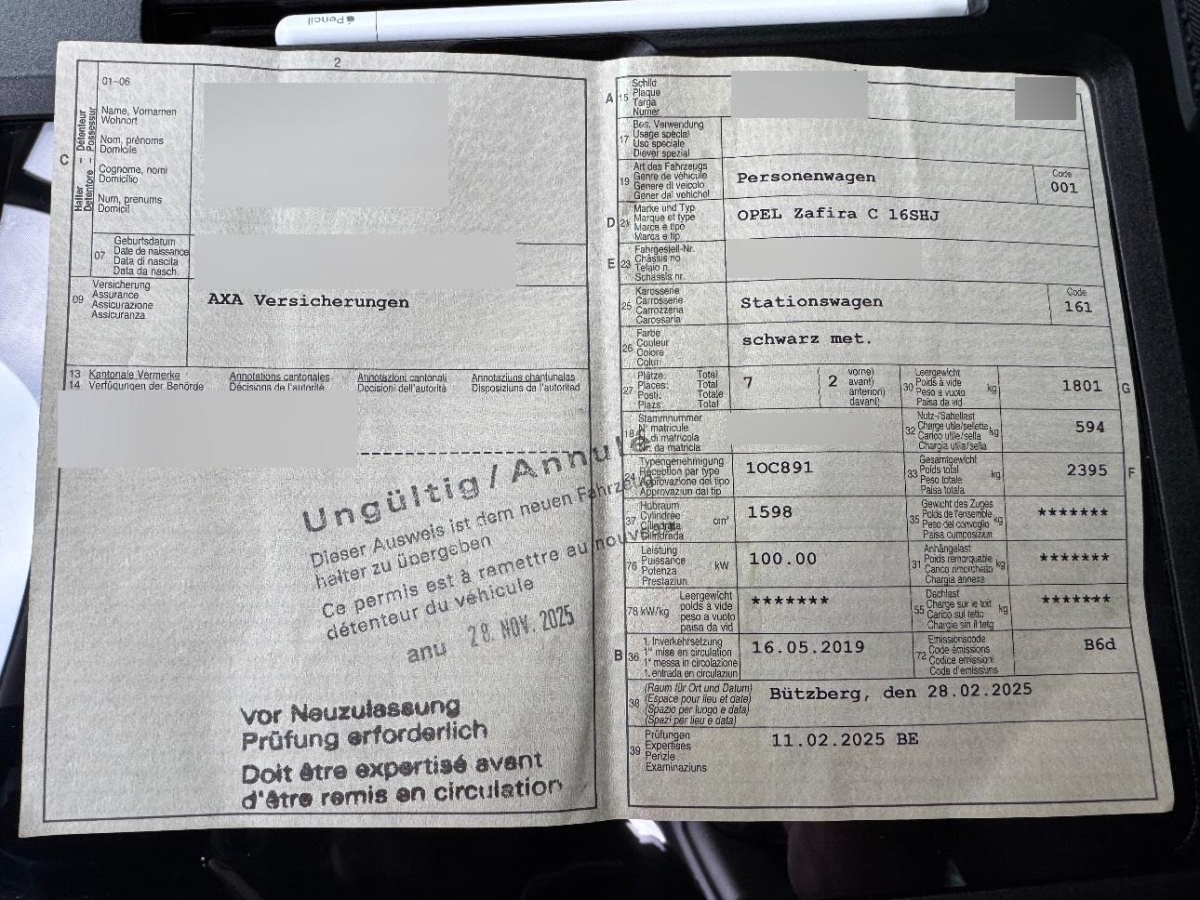 Pencil
2
01–06
Halter – Détenteur
Detentore – Possessur
C
Name, Vornamen
Wohnort
Nom, prénoms
Domicile
Cognome, nomi
Domicilio
Num, prenums
Domicil
07
Geburtsdatum
Date de naissance
Data di nascita
Data da nasch.
09
Versicherung
Assurance
Assicurazione
Assicuranza
AXA Versicherungen
13 Kantonale Vermerke Annotations cantonales Annotazioni cantonali Annotaziuns chantunalas
14 Verfügungen der Behörde Décisions de l'autorité Decisioni dell'autorità Disposiziuns da l'autoritad
Ungültig / Annulé
Dieser Ausweis ist dem neuen Fahrzeug-
halter zu übergeben
Ce permis est à remettre au nouveau
détenteur du véhicule
anu 28. NOV. 2025
Vor Neuzulassung
Prüfung erforderlich
Doit être expertisé avant
d'être remis en circulation
A 15
Schild
Plaque
Targa
Numer
17
Bes. Verwendung
Usage spécial
Uso speciale
Diever spezial
19
Art des Fahrzeugs
Genre de véhicule
Genere di veicolo
Gener dal vehichel
Personenwagen
Code
001
D 21
Marke und Typ
Marque et type
Marca e tipo
Marca e tip
OPEL Zafira C 16SHJ
E 23
Fahrgestell-Nr.
Châssis no
Telaio n.
Schassis nr.
25
Karosserie
Carrosserie
Carrozzeria
Carossaria
Stationswagen
Code
161
26
Farbe
Couleur
Colore
Colur
schwarz met.
27
Plätze: Total
Places: Total
Posti: Totale
Plazs: Total
7
2
vorne)
avant)
anteriori)
davant)
30
Leergewicht
Poids à vide
Peso a vuoto
Paisa da vid
kg
1801
G
18
Stammnummer
N° matricule
N. di matricola
Nr. da matricla
32
Nutz-/Sattellast
Charge utile/sellette
Carico utile/sella
Chargia utila/sella
kg
594
24
Typengenehmigung
Réception par type
Approvazione del tipo
Approvaziun dal tip
1OC891
33
Gesamtgewicht
Poids total
Peso totale
Paisa totala
kg
2395
F
37
Hubraum
Cylindrée
Cilindrata
Cilindrada
cm³
1598
35
Gewicht des Zuges
Poids de l'ensemble
Peso del convoglio
Paisa cumposiziun
kg
*******
76
Leistung
Puissance
Potenza
Prestaziun
kW
100.00
31
Anhängelast
Poids remorquable
Carico rimorchiato
Chargia annexa
kg
*******
78 kW/kg
Leergewicht
poids à vide
peso a vuoto
paisa da vid
*******
55
Dachlast
Charge sur le toit
Carico sul tetto
Chargia sin il tetg
kg
*******
B 36
1. Inverkehrsetzung
1re mise en circulation
1a messa in circolazione
1. entrada en circulaziun
16.05.2019
72
Emissionscode
Code émissions
Codice emissioni
Code d'emissiuns
B6d
38
(Raum für Ort und Datum)
(Espace pour lieu et date)
(Spazio per luogo e data)
(Spazi per lieu e data)
Bützberg, den 28.02.2025
39
Prüfungen
Expertises
Perizie
Examinaziuns
11.02.2025 BE